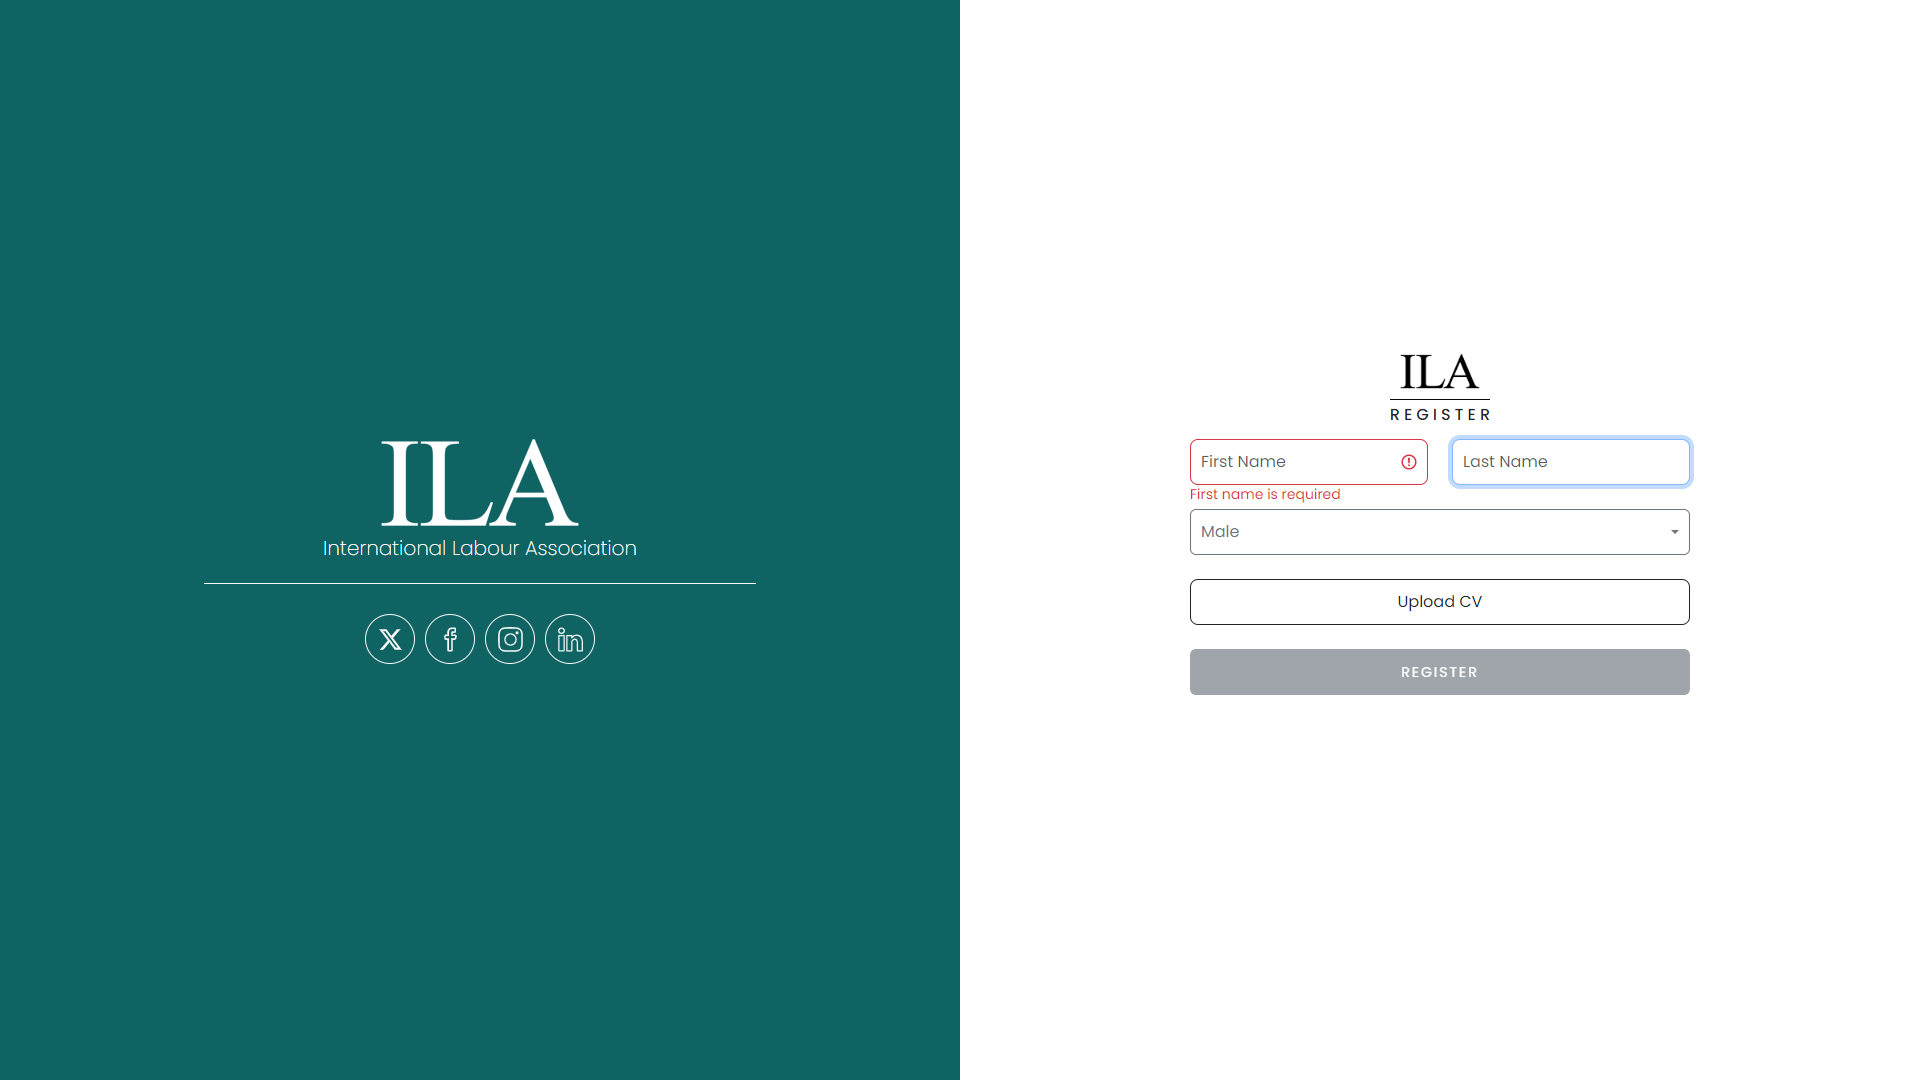 ILA
International Labour Association
ILA
REGISTER
First Name
Last Name
First name is required
Male
Upload CV
REGISTER